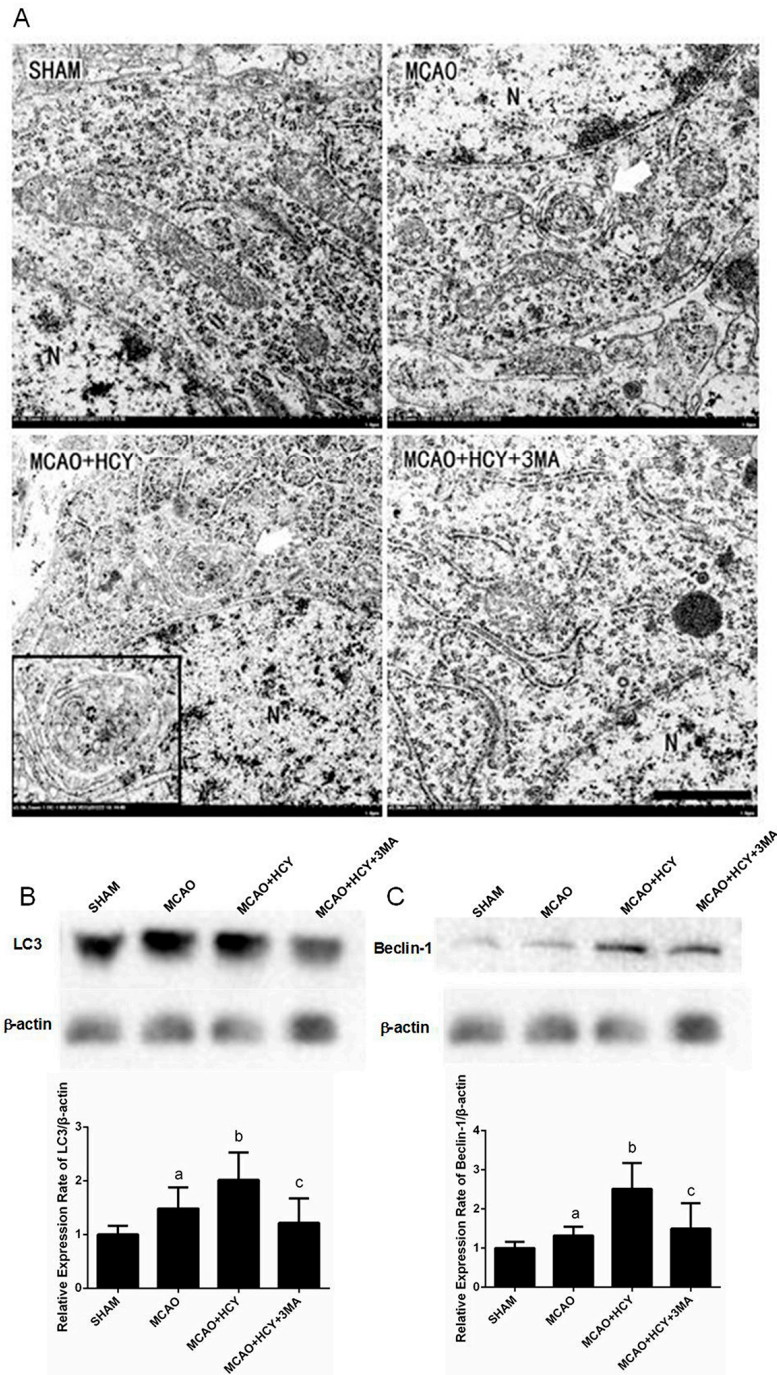 A
SHAM
MCAO
N
N
MCAO+HCY
MCAO+HCY+3MA
N
N
B
SHAM
MCAO
MCAO+HCY
MCAO+HCY+3MA
LC3
β-actin
C
SHAM
MCAO
MCAO+HCY
MCAO+HCY+3MA
Beclin-1
β-actin
Relative Expression Rate of LC3/β-actin
3
2
1
0
a
b
c
SHAM
MCAO
MCAO+HCY
MCAO+HCY+3MA
Relative Expression Rate of Beclin-1/β-actin
4
3
2
1
0
a
b
c
SHAM
MCAO
MCAO+HCY
MCAO+HCY+3MA